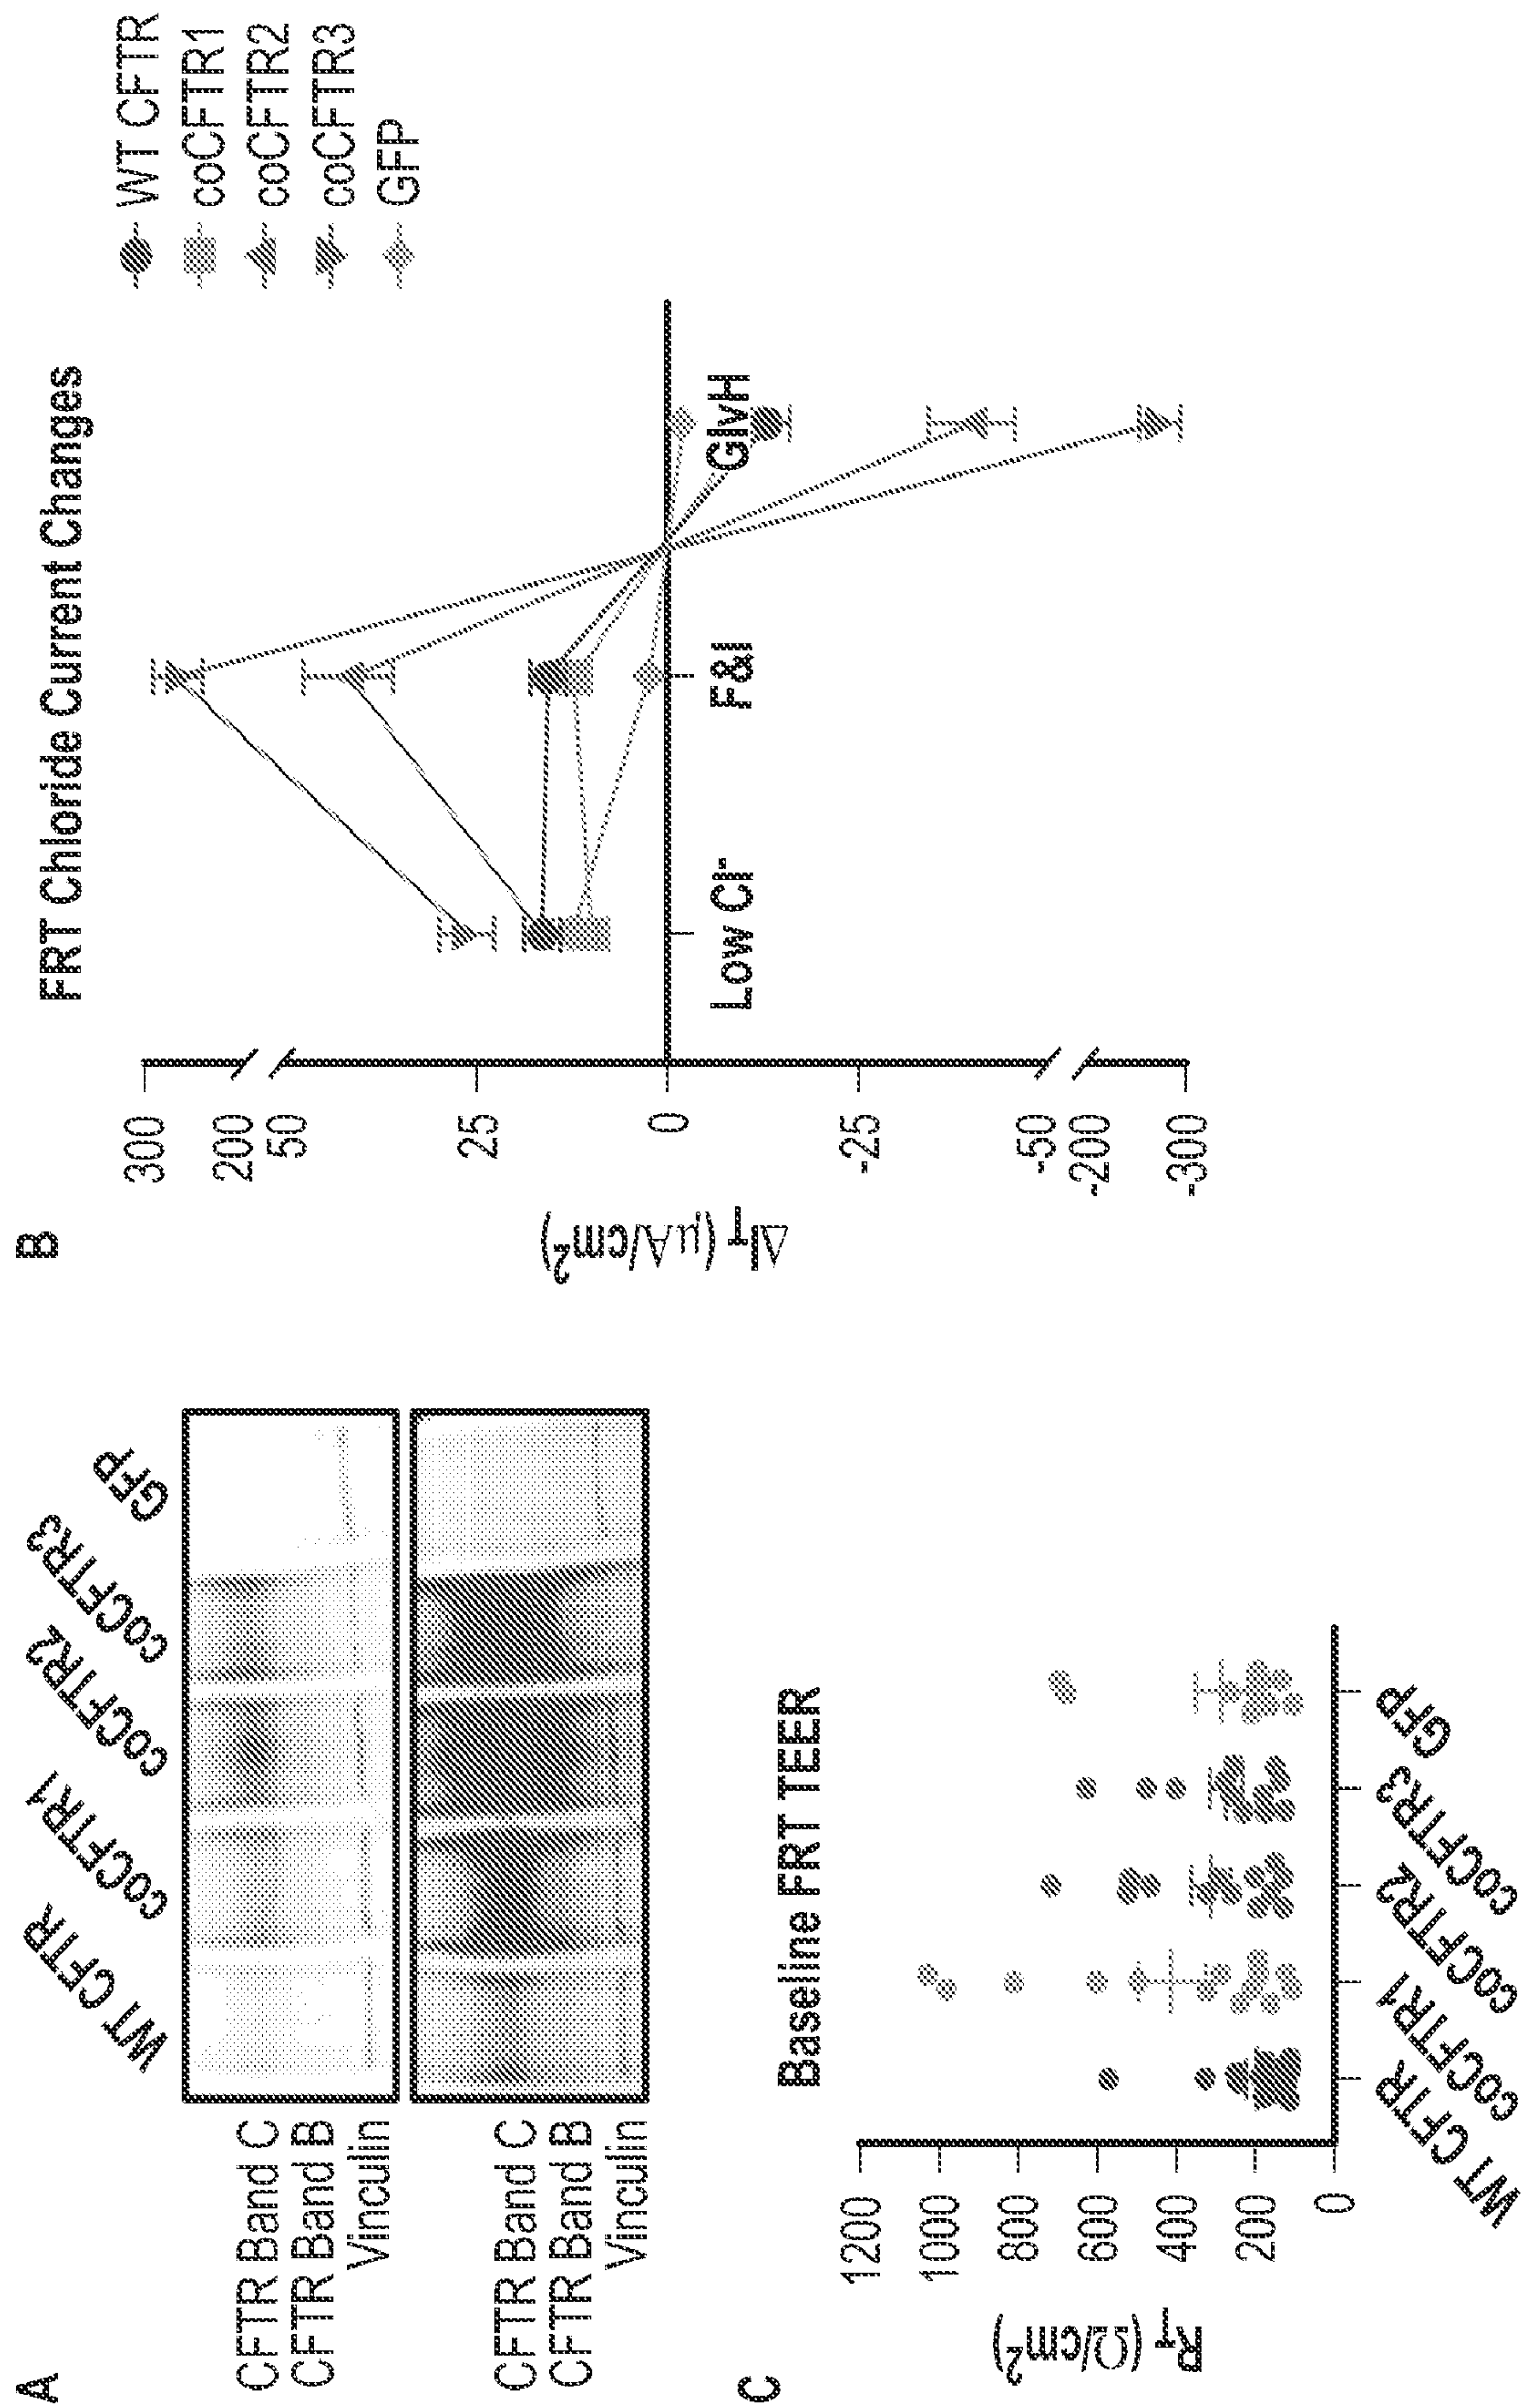 A
WT CFTR
coCFTR1
coCFTR2
coCFTR3
GFP
CFTR Band C
CFTR Band B
Vinculin
CFTR Band C
CFTR Band B
Vinculin
B
FRT Chloride Current Changes
ΔI_T (μA/cm²)
300
200
50
25
0
-25
-50
-200
-300
Low Cl⁻
F&I
GlyH
WT CFTR
coCFTR1
coCFTR2
coCFTR3
GFP
C
Baseline FRT TEER
R_T (Ω/cm²)
1200
1000
800
600
400
200
0
WT CFTR
coCFTR1
coCFTR2
coCFTR3
GFP